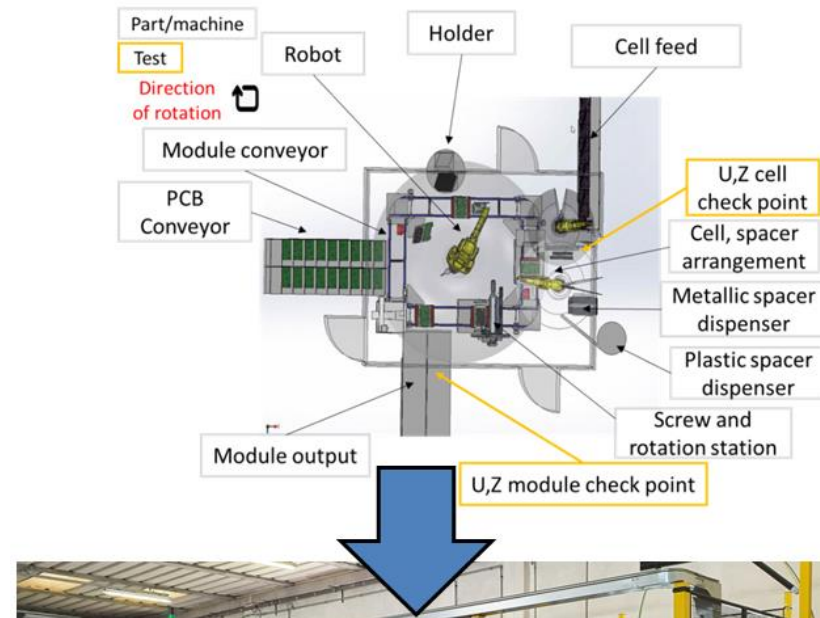 Part/machine
Test
Direction
of rotation
Robot
Holder
Cell feed
Module conveyor
PCB
Conveyor
U,Z cell
check point
Cell, spacer
arrangement
Metallic spacer
dispenser
Plastic spacer
dispenser
Screw and
rotation station
Module output
U,Z module check point